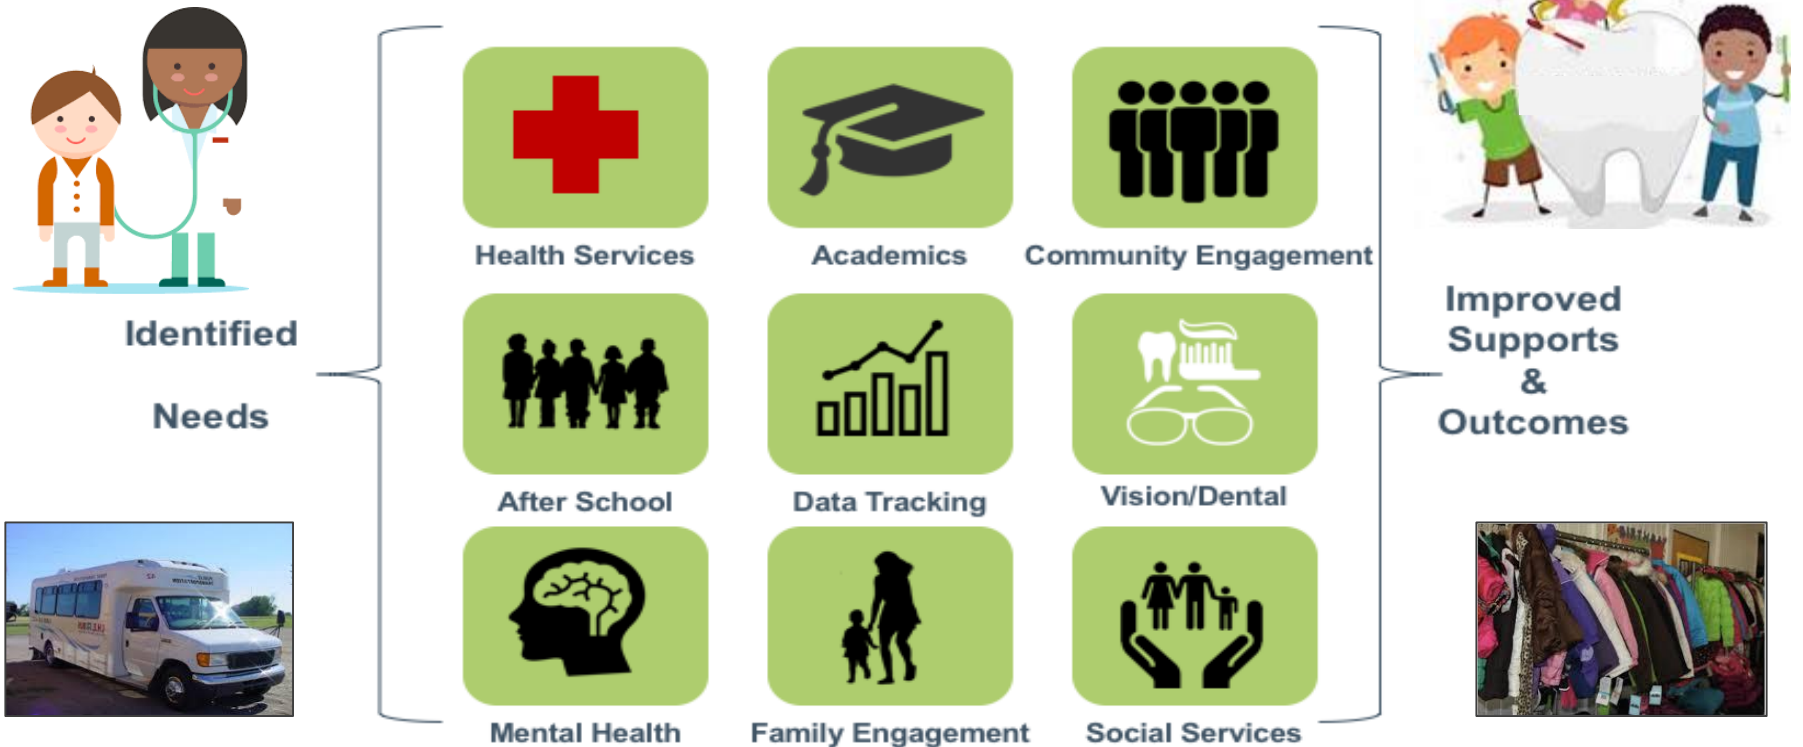 Health Services
Academics
Community Engagement
Identified
Needs
After School
Data Tracking
Vision/Dental
Improved
Supports
&
Outcomes
Mental Health
Family Engagement
Social Services